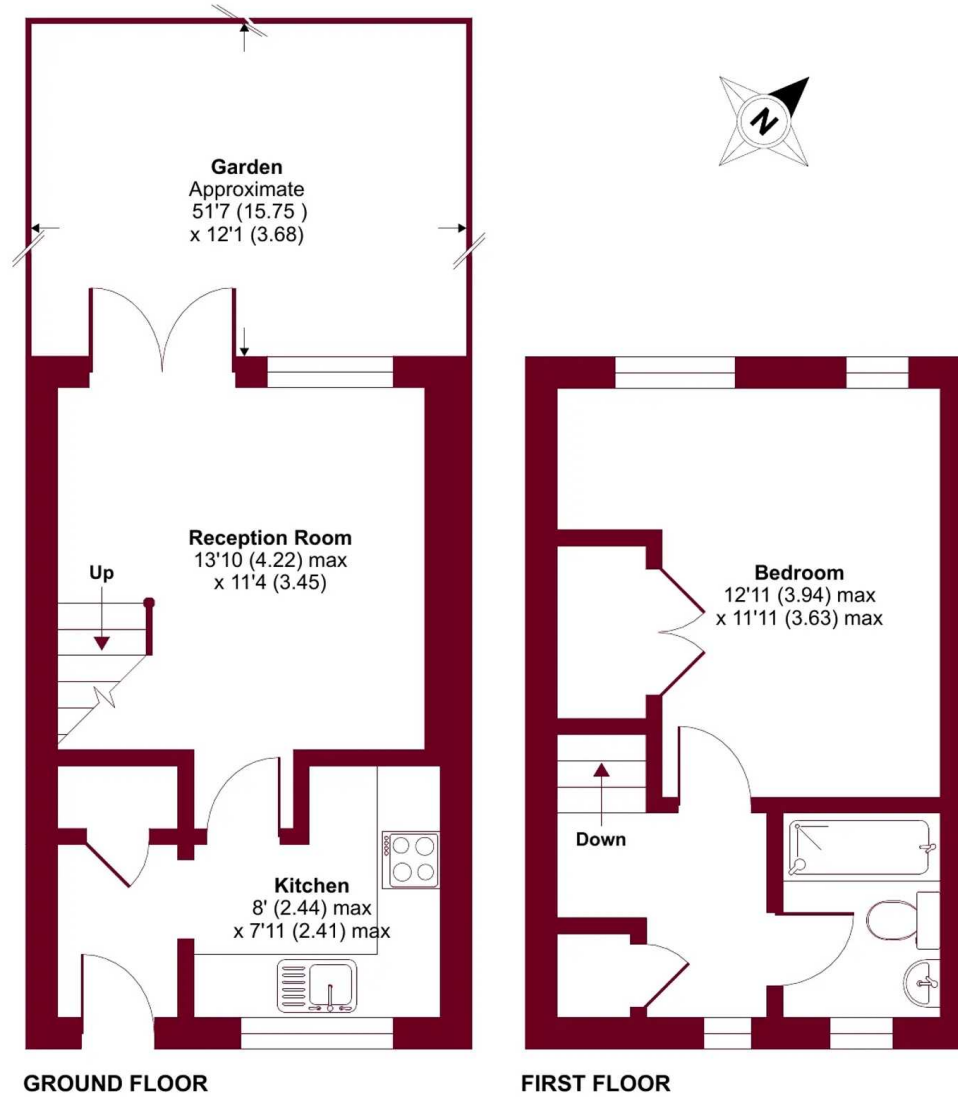 Garden
Approximate
51'7 (15.75 )
x 12'1 (3.68)
N
Reception Room
13'10 (4.22) max
x 11'4 (3.45)
Up
Bedroom
12'11 (3.94) max
x 11'11 (3.63) max
Down
Kitchen
8' (2.44) max
x 7'11 (2.41) max
GROUND FLOOR
FIRST FLOOR